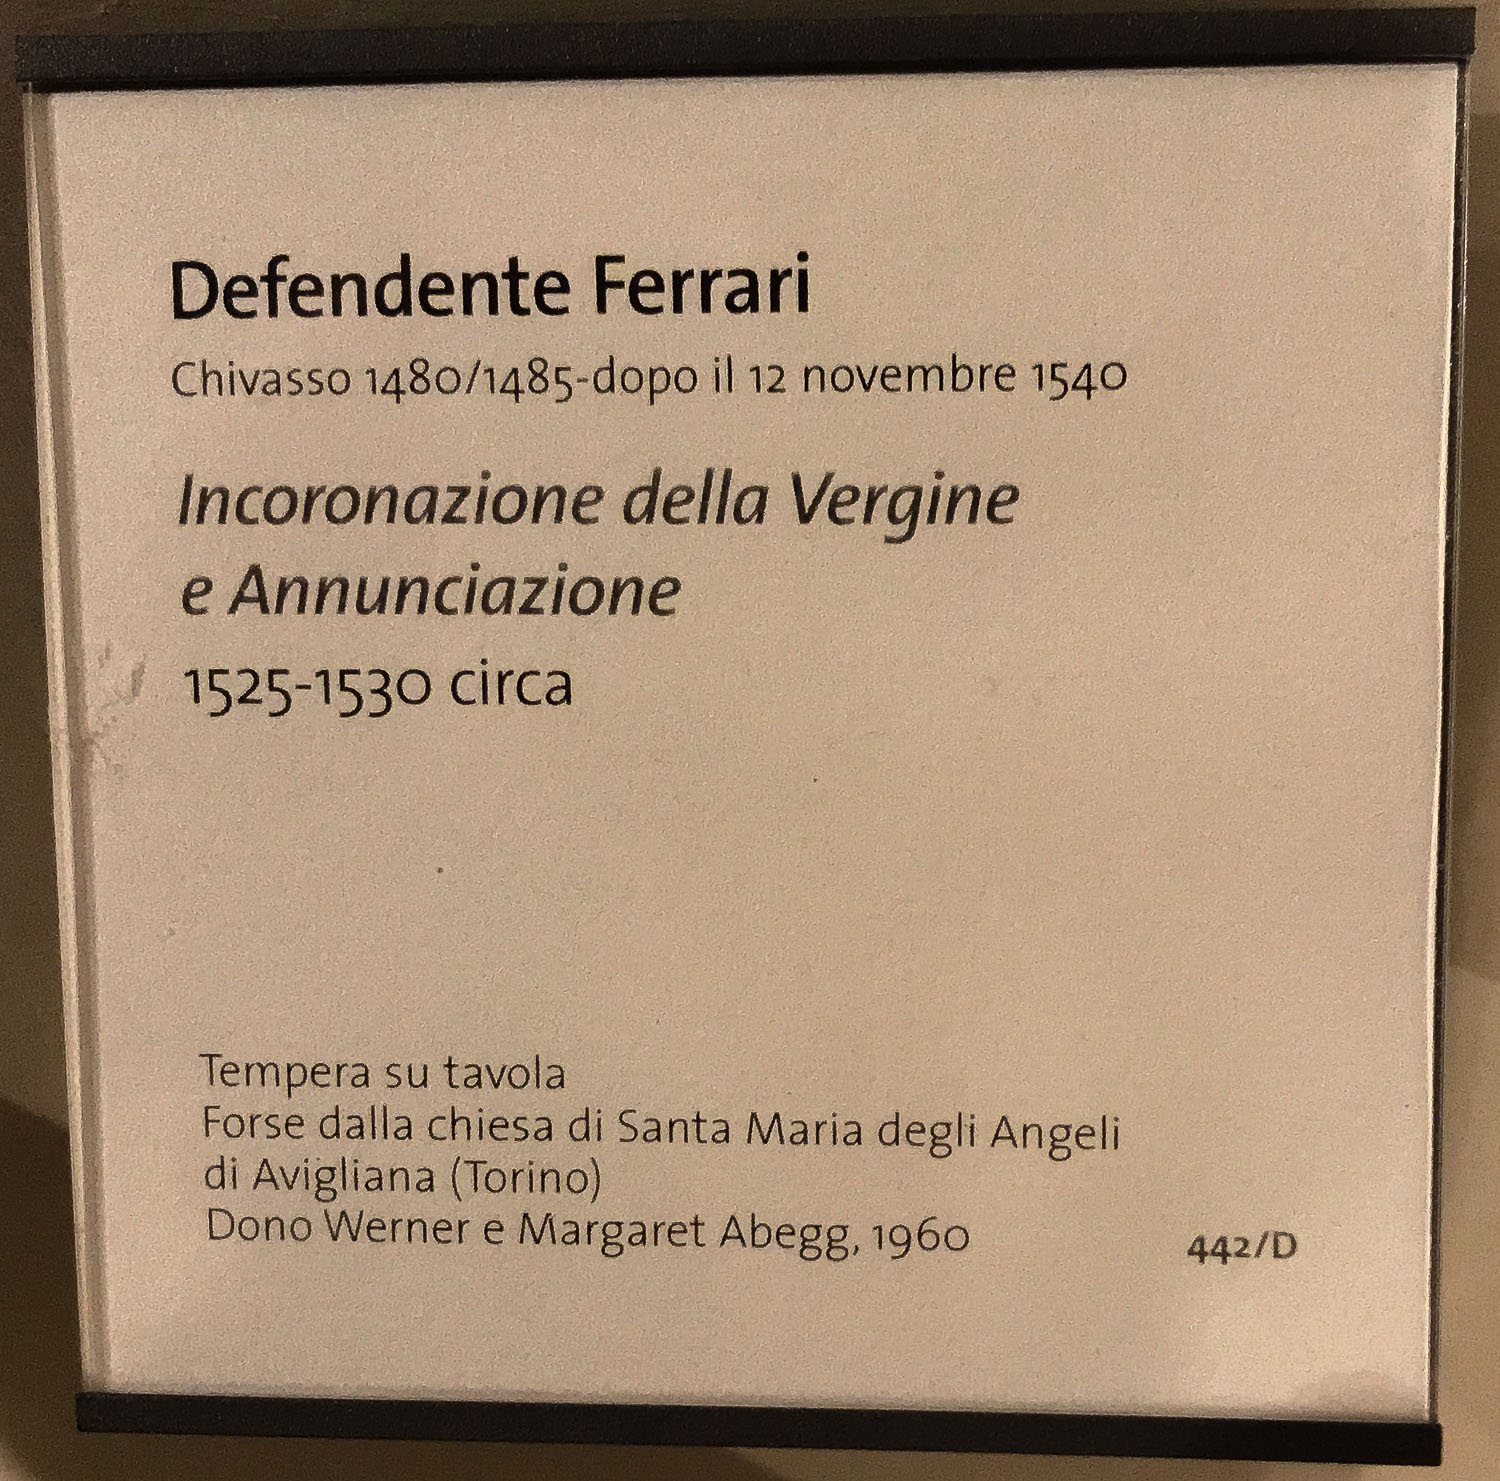 Defendente Ferrari
Chivasso 1480/1485-dopo il 12 novembre 1540
Incoronazione della Vergine
e Annunciazione
1525-1530 circa
Tempera su tavola
Forse dalla chiesa di Santa Maria degli Angeli
di Avigliana (Torino)
Dono Werner e Margaret Abegg, 1960
442/D